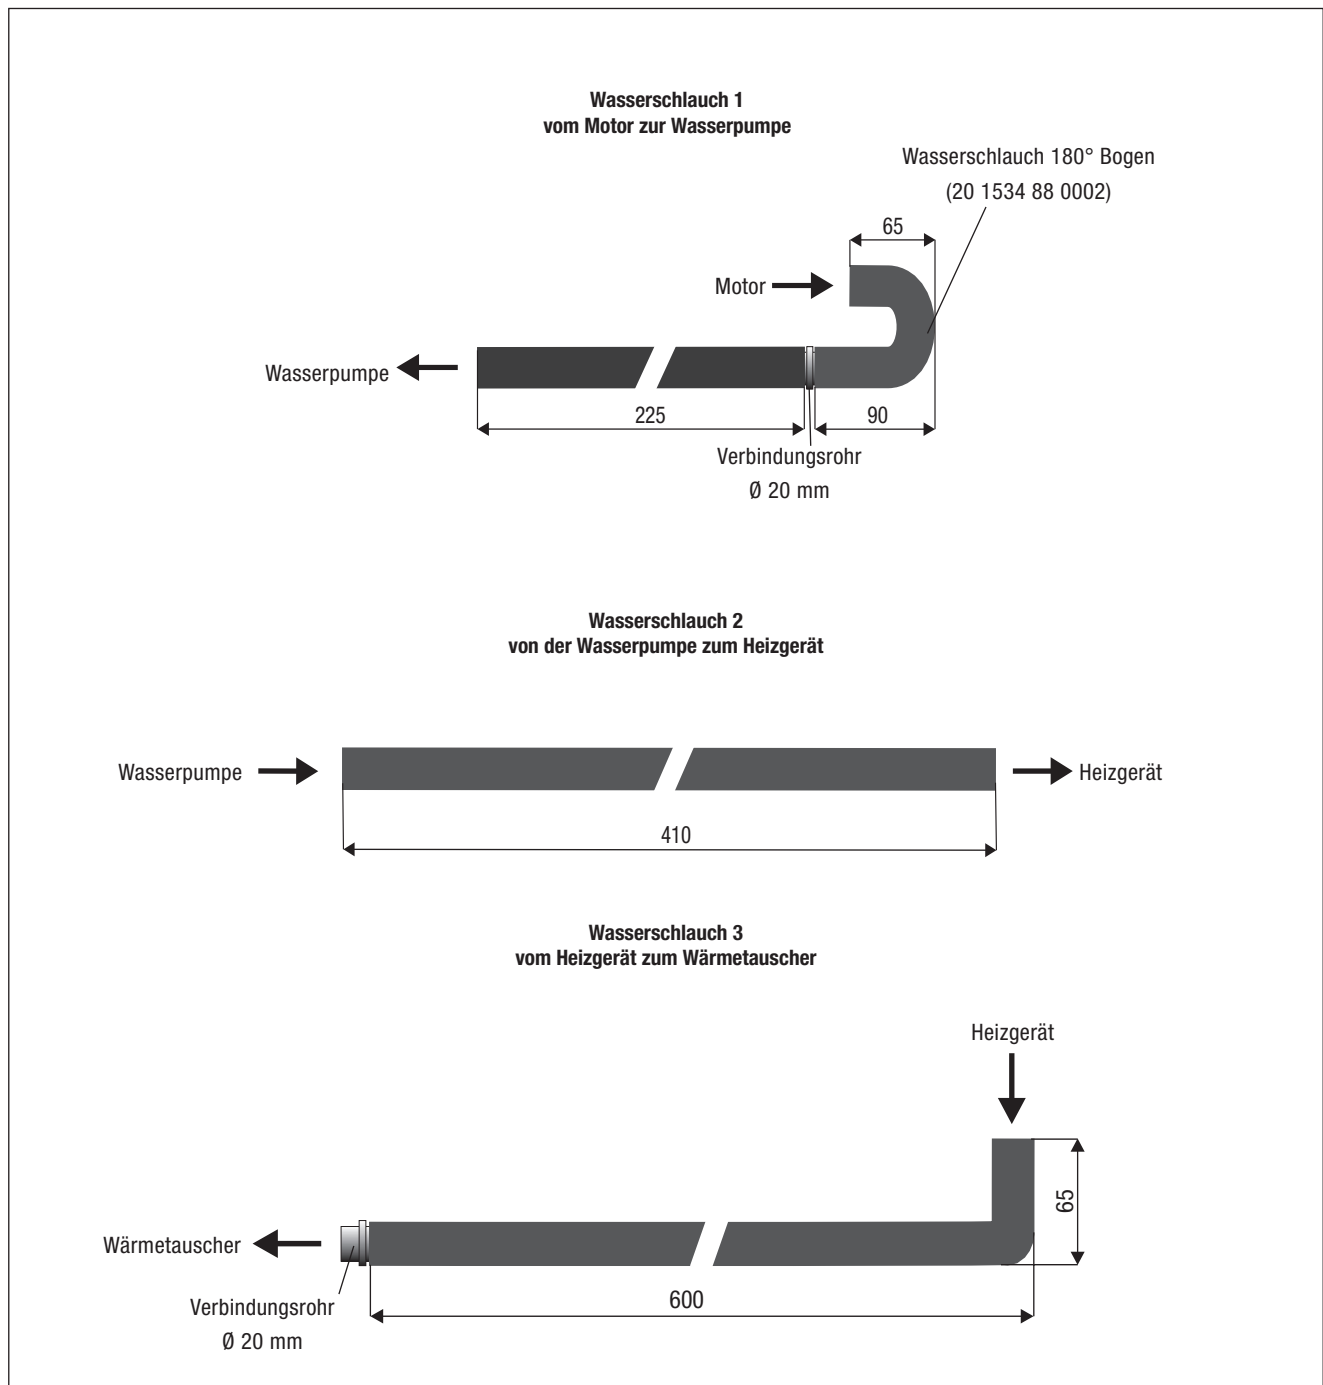 Wasserschlauch 1
vom Motor zur Wasserpumpe
Wasserschlauch 180° Bogen
(20 1534 88 0002)
65
Motor
Wasserpumpe
225
90
Verbindungsrohr
Ø 20 mm
Wasserschlauch 2
von der Wasserpumpe zum Heizgerät
Wasserpumpe
Heizgerät
410
Wasserschlauch 3
vom Heizgerät zum Wärmetauscher
Heizgerät
65
Wärmetauscher
600
Verbindungsrohr
Ø 20 mm